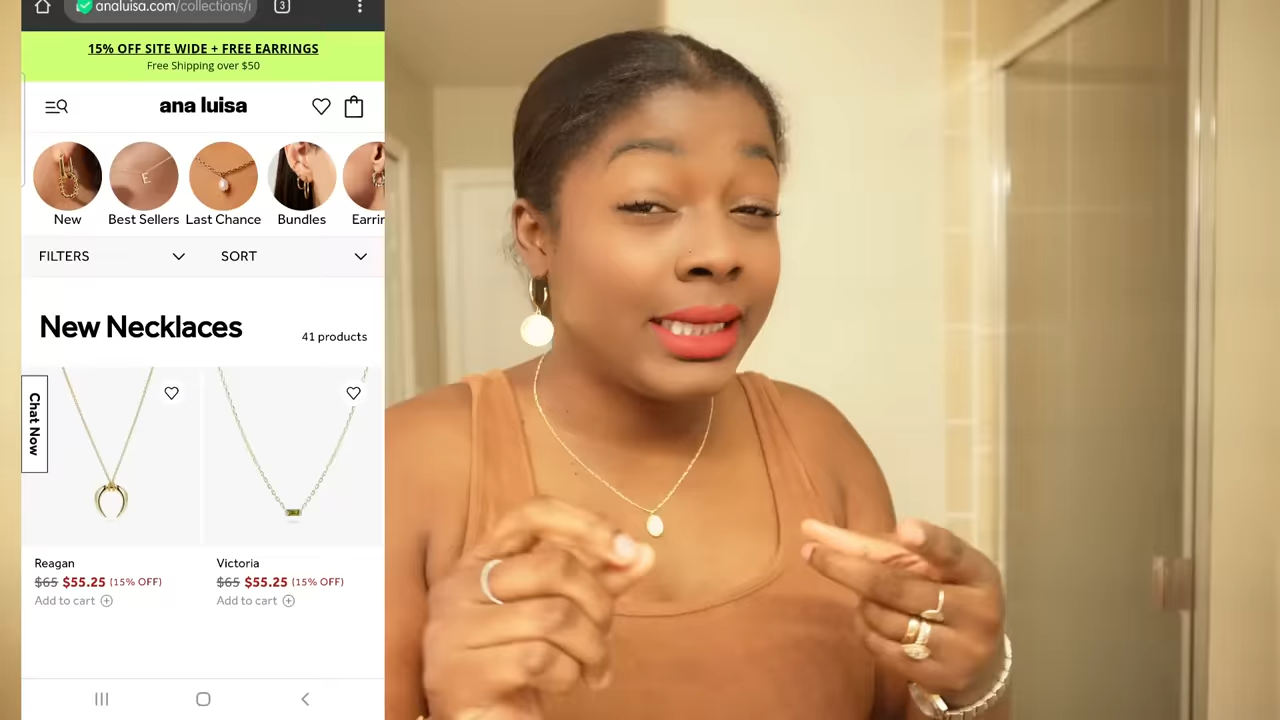 analuisa.com/collections/
3
15% OFF SITE WIDE + FREE EARRINGS
Free Shipping over $50
ana luisa
New Best Sellers Last Chance Bundles Earrin
FILTERS SORT
New Necklaces
41 products
Chat Now
E
Reagan
$65 $55.25 (15% OFF)
Add to cart
Victoria
$65 $55.25 (15% OFF)
Add to cart